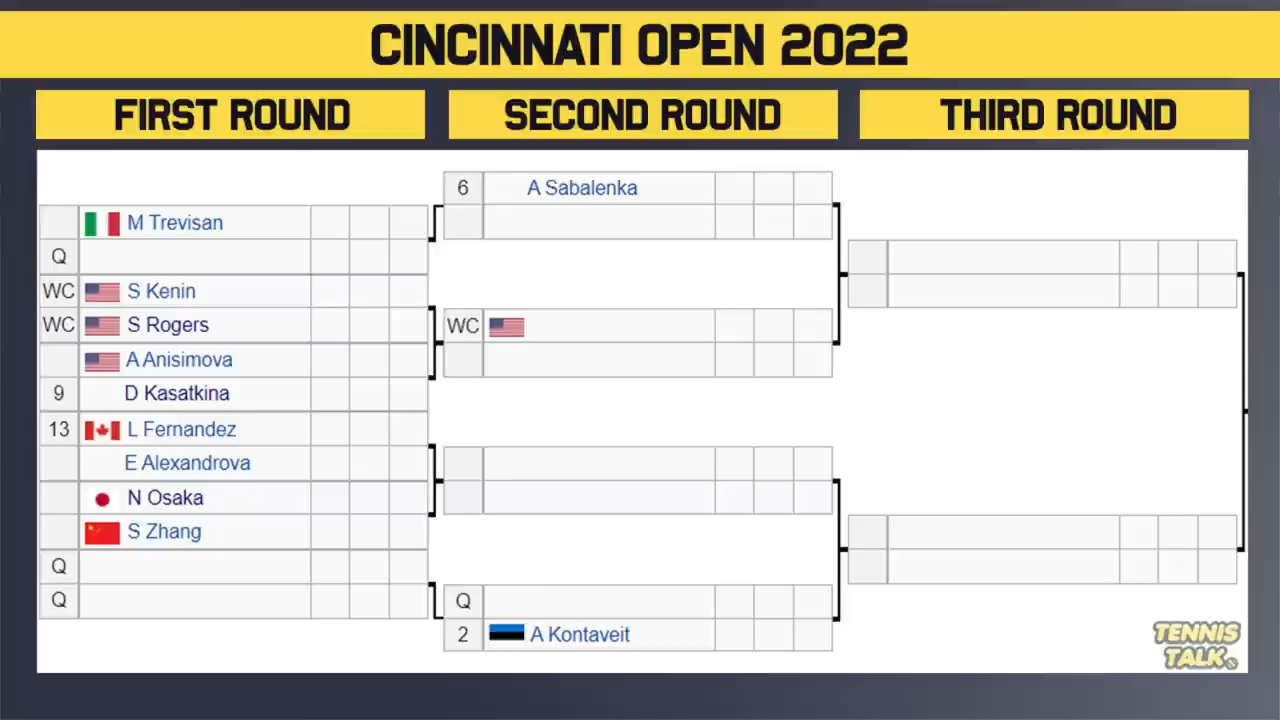 CINCINNATI OPEN 2022
FIRST ROUND
SECOND ROUND
THIRD ROUND
6 A Sabalenka
M Trevisan
Q
WC S Kenin
WC S Rogers
WC
A Anisimova
9 D Kasatkina
13 L Fernandez
E Alexandrova
N Osaka
S Zhang
Q
Q
Q
2 A Kontaveit
TENNIS
TALK